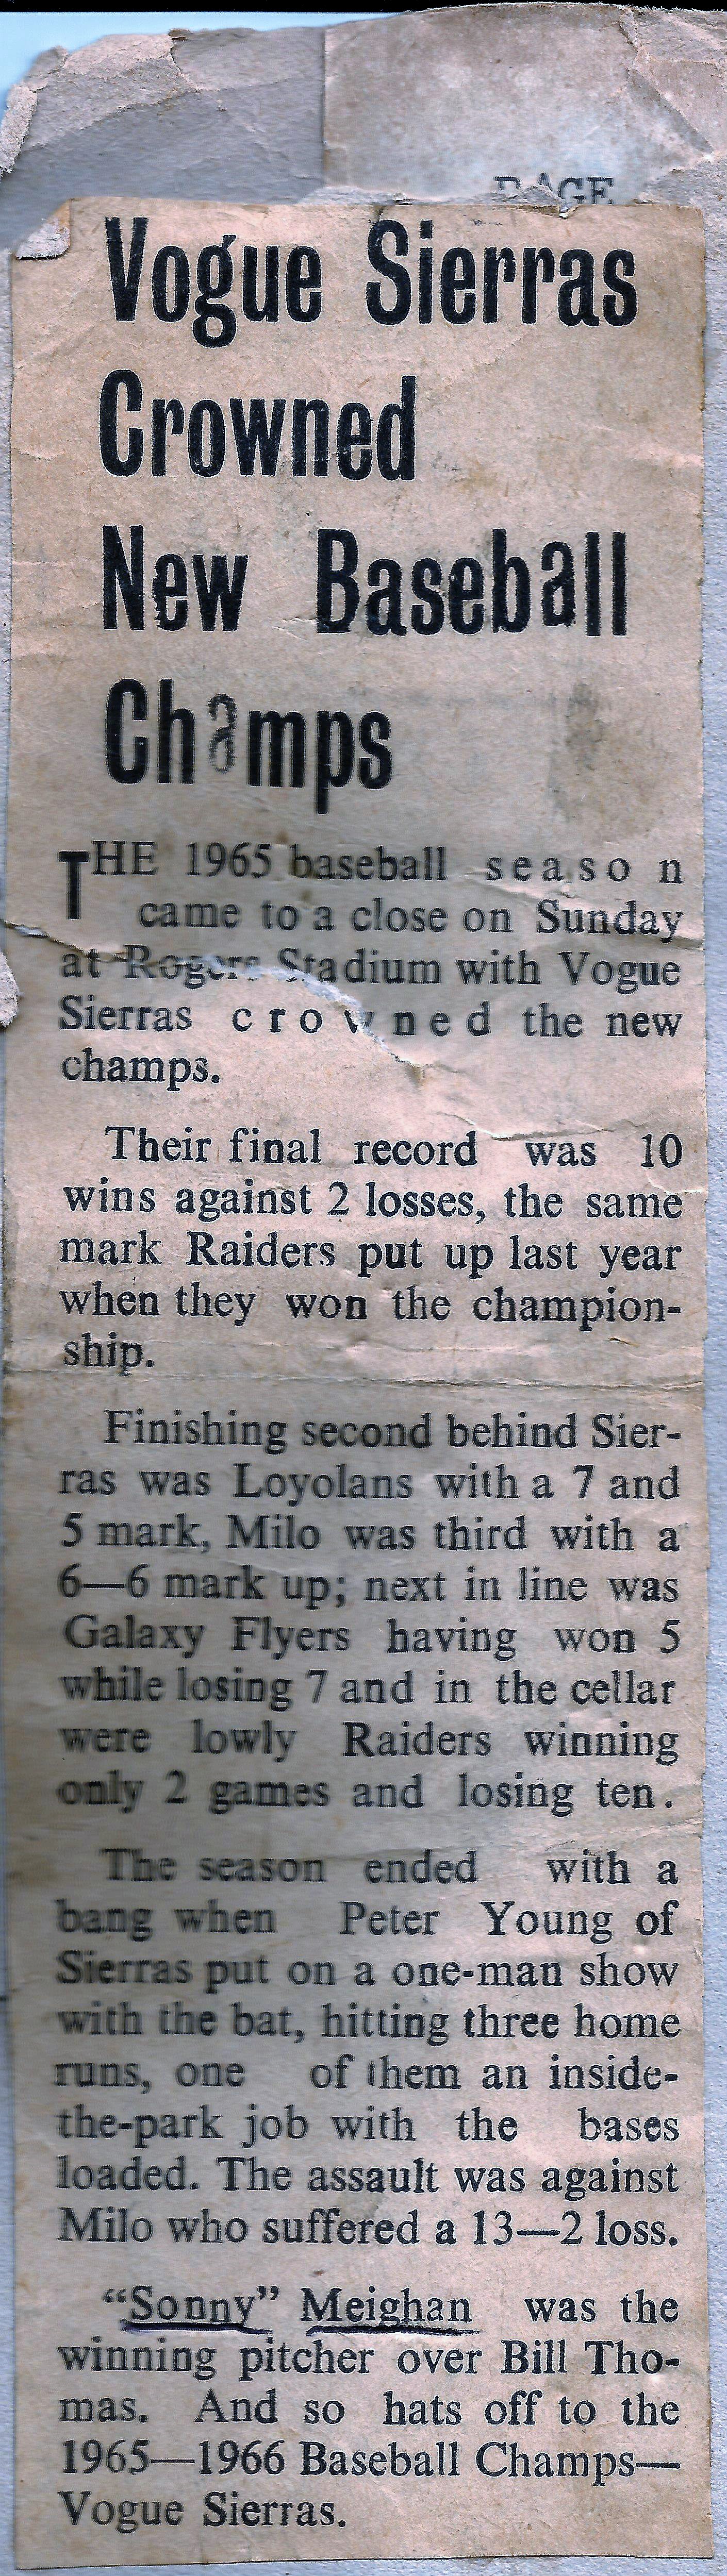 PAGE
Vogue Sierras
Crowned
New Baseball
Champs
THE 1965 baseball season
came to a close on Sunday
at Rogers Stadium with Vogue
Sierras crowned the new
champs.
Their final record was 10
wins against 2 losses, the same
mark Raiders put up last year
when they won the champion-
ship.
Finishing second behind Sier-
ras was Loyolans with a 7 and
5 mark, Milo was third with a
6—6 mark up; next in line was
Galaxy Flyers having won 5
while losing 7 and in the cellar
were lowly Raiders winning
only 2 games and losing ten.
The season ended with a
bang when Peter Young of
Sierras put on a one-man show
with the bat, hitting three home
runs, one of them an inside-
the-park job with the bases
loaded. The assault was against
Milo who suffered a 13—2 loss.
“Sonny” Meighan was the
winning pitcher over Bill Tho-
mas. And so hats off to the
1965—1966 Baseball Champs—
Vogue Sierras.